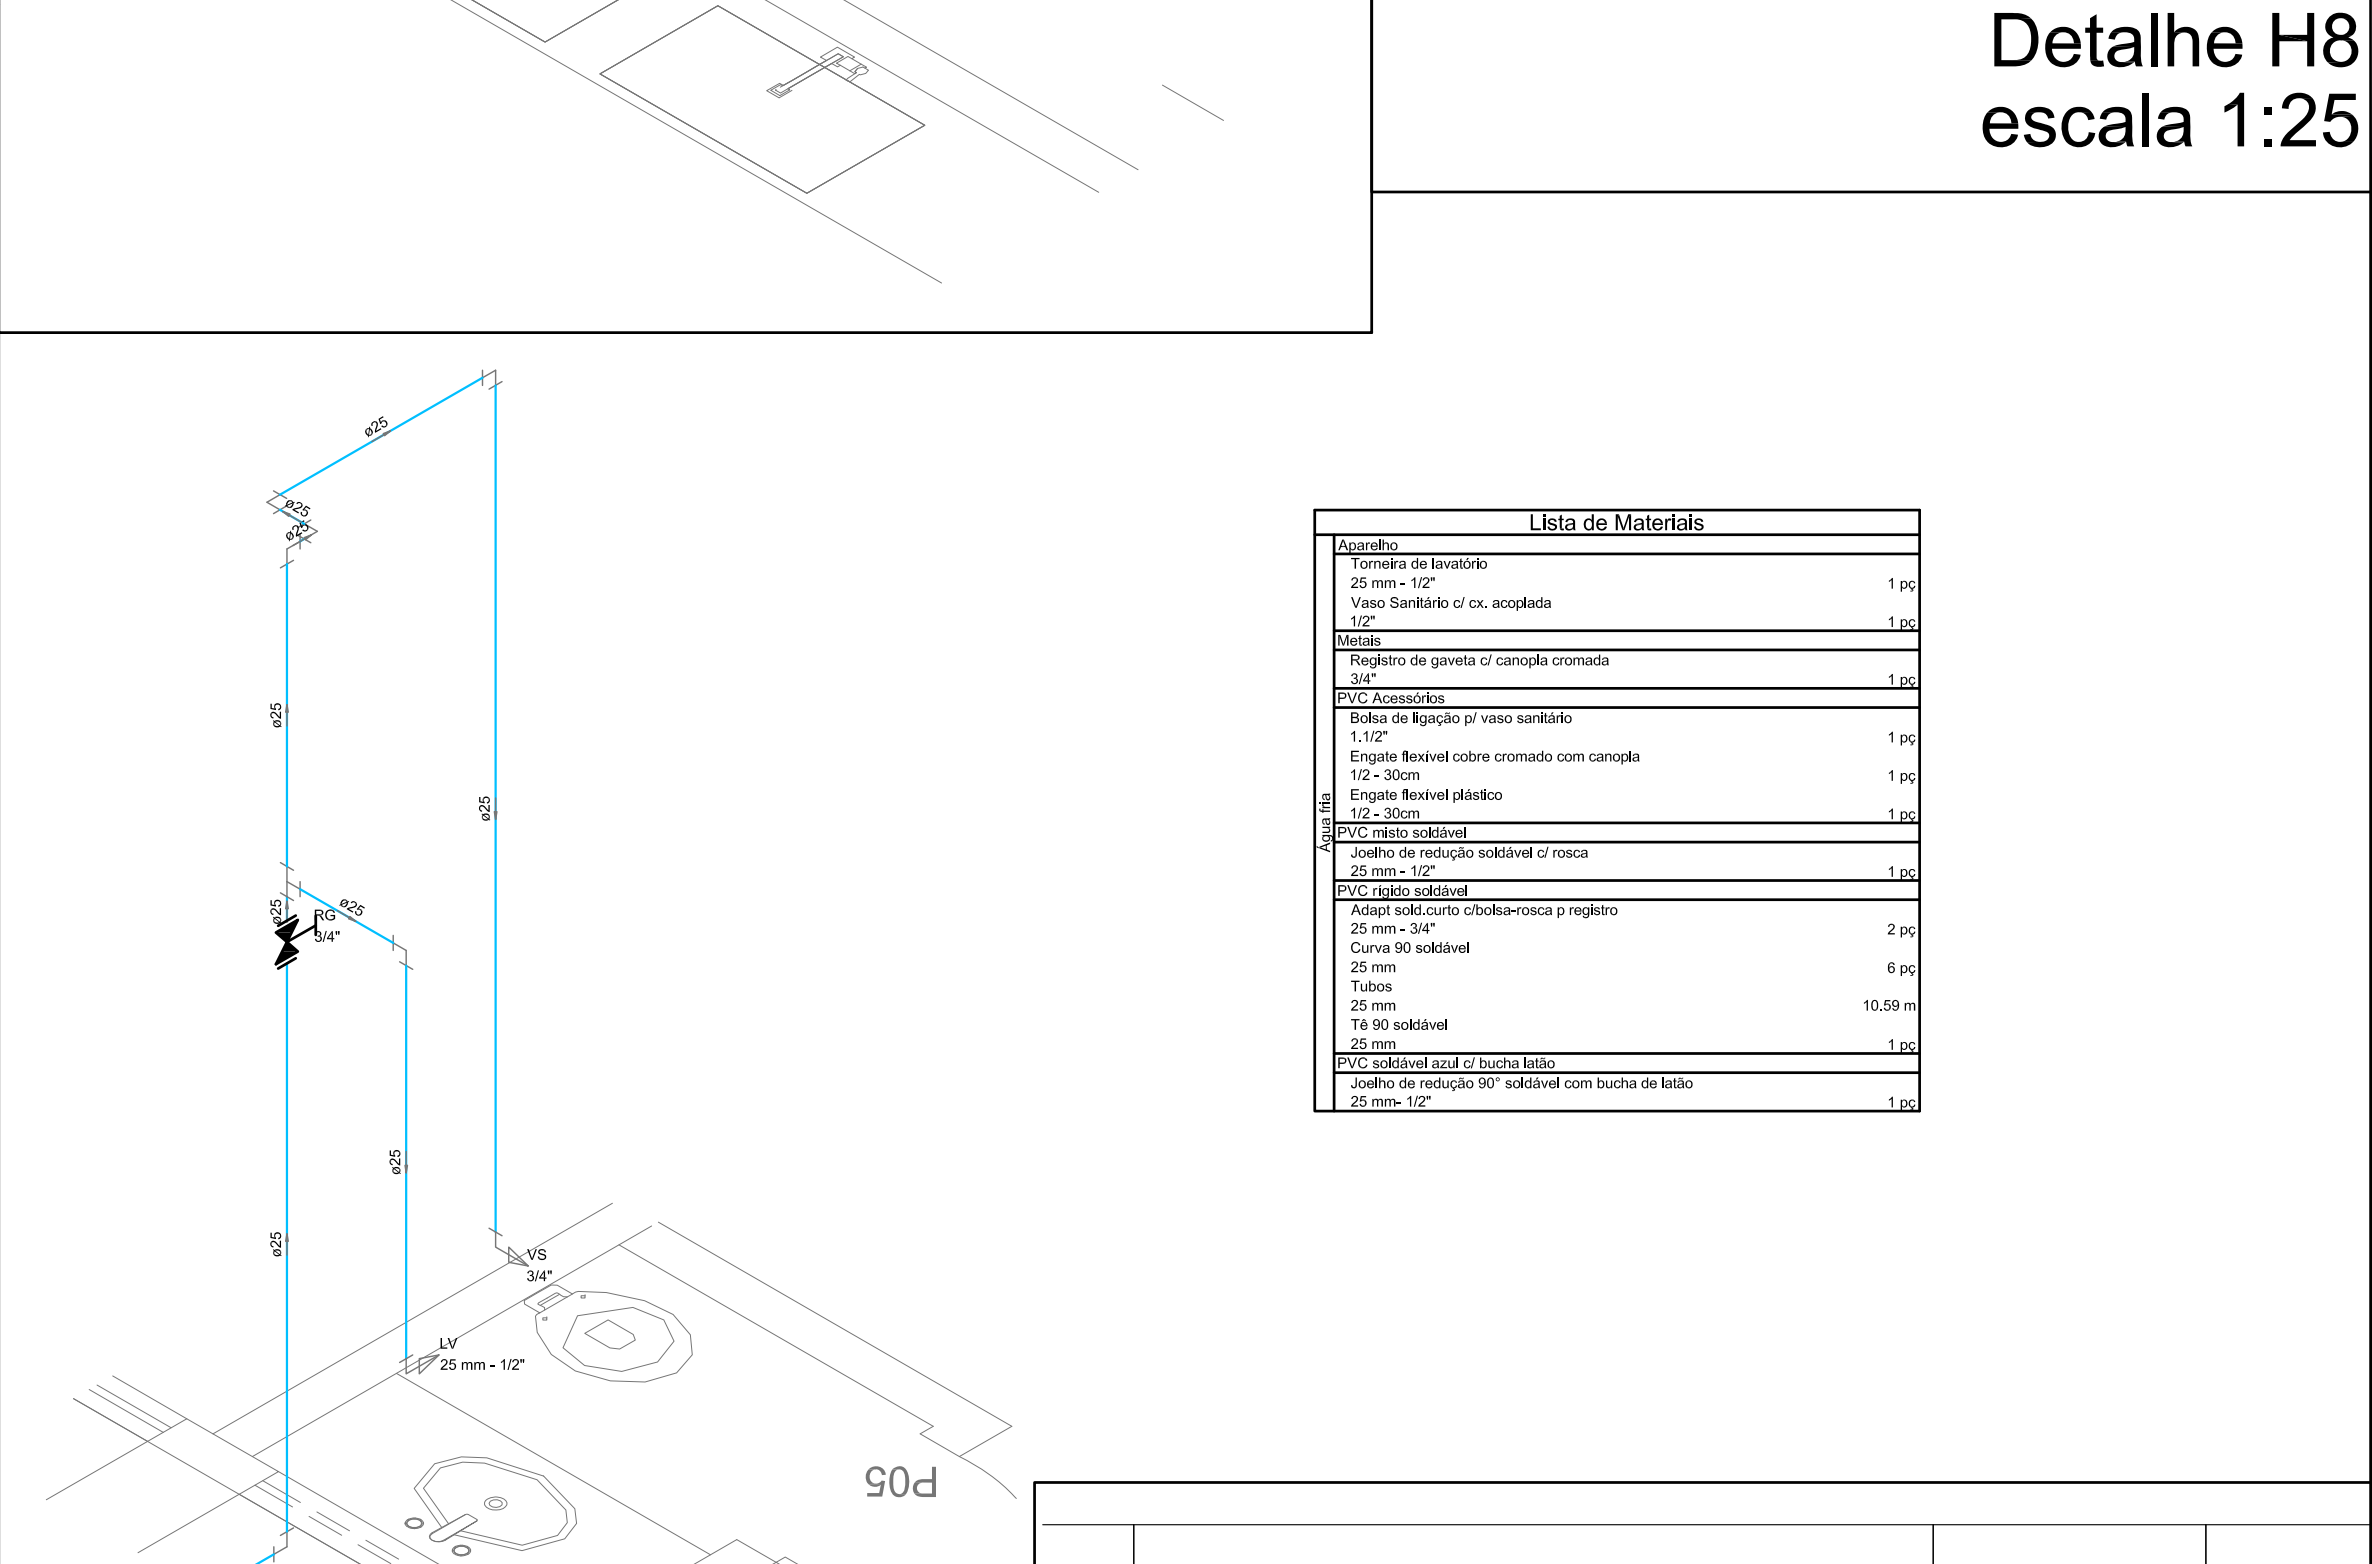 Detalhe H8
escala 1:25
ø25
ø25
ø25
ø25
ø25
ø25
ø25
RG
3/4"
ø25
ø25
VS
3/4"
LV
25 mm - 1/2"
P05
Lista de Materiais
Água fria
Aparelho
Torneira de lavatório
25 mm - 1/2" 1 pç
Vaso Sanitário c/ cx. acoplada
1/2" 1 pç
Metais
Registro de gaveta c/ canopla cromada
3/4" 1 pç
PVC Acessórios
Bolsa de ligação p/ vaso sanitário
1.1/2" 1 pç
Engate flexível cobre cromado com canopla
1/2 - 30cm 1 pç
Engate flexível plástico
1/2 - 30cm 1 pç
PVC misto soldável
Joelho de redução soldável c/ rosca
25 mm - 1/2" 1 pç
PVC rígido soldável
Adapt sold.curto c/bolsa-rosca p registro
25 mm - 3/4" 2 pç
Curva 90 soldável
25 mm 6 pç
Tubos
25 mm 10.59 m
Tê 90 soldável
25 mm 1 pç
PVC soldável azul c/ bucha latão
Joelho de redução 90° soldável com bucha de latão
25 mm- 1/2" 1 pç